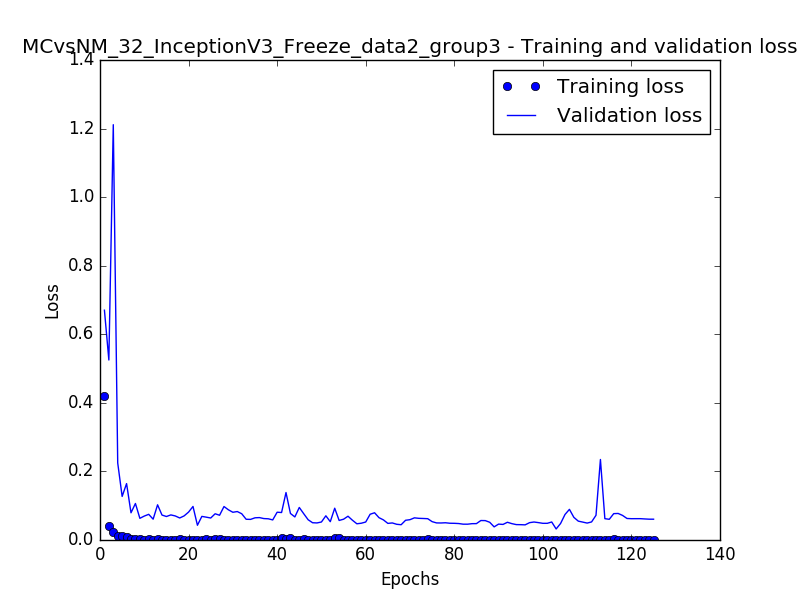 MCvsNM_32_InceptionV3_Freeze_data2_group3 - Training and validation loss
1.4
1.2
1.0
0.8
0.6
0.4
0.2
0.0
Loss
Training loss
Validation loss
0 20 40 60 80 100 120 140
Epochs